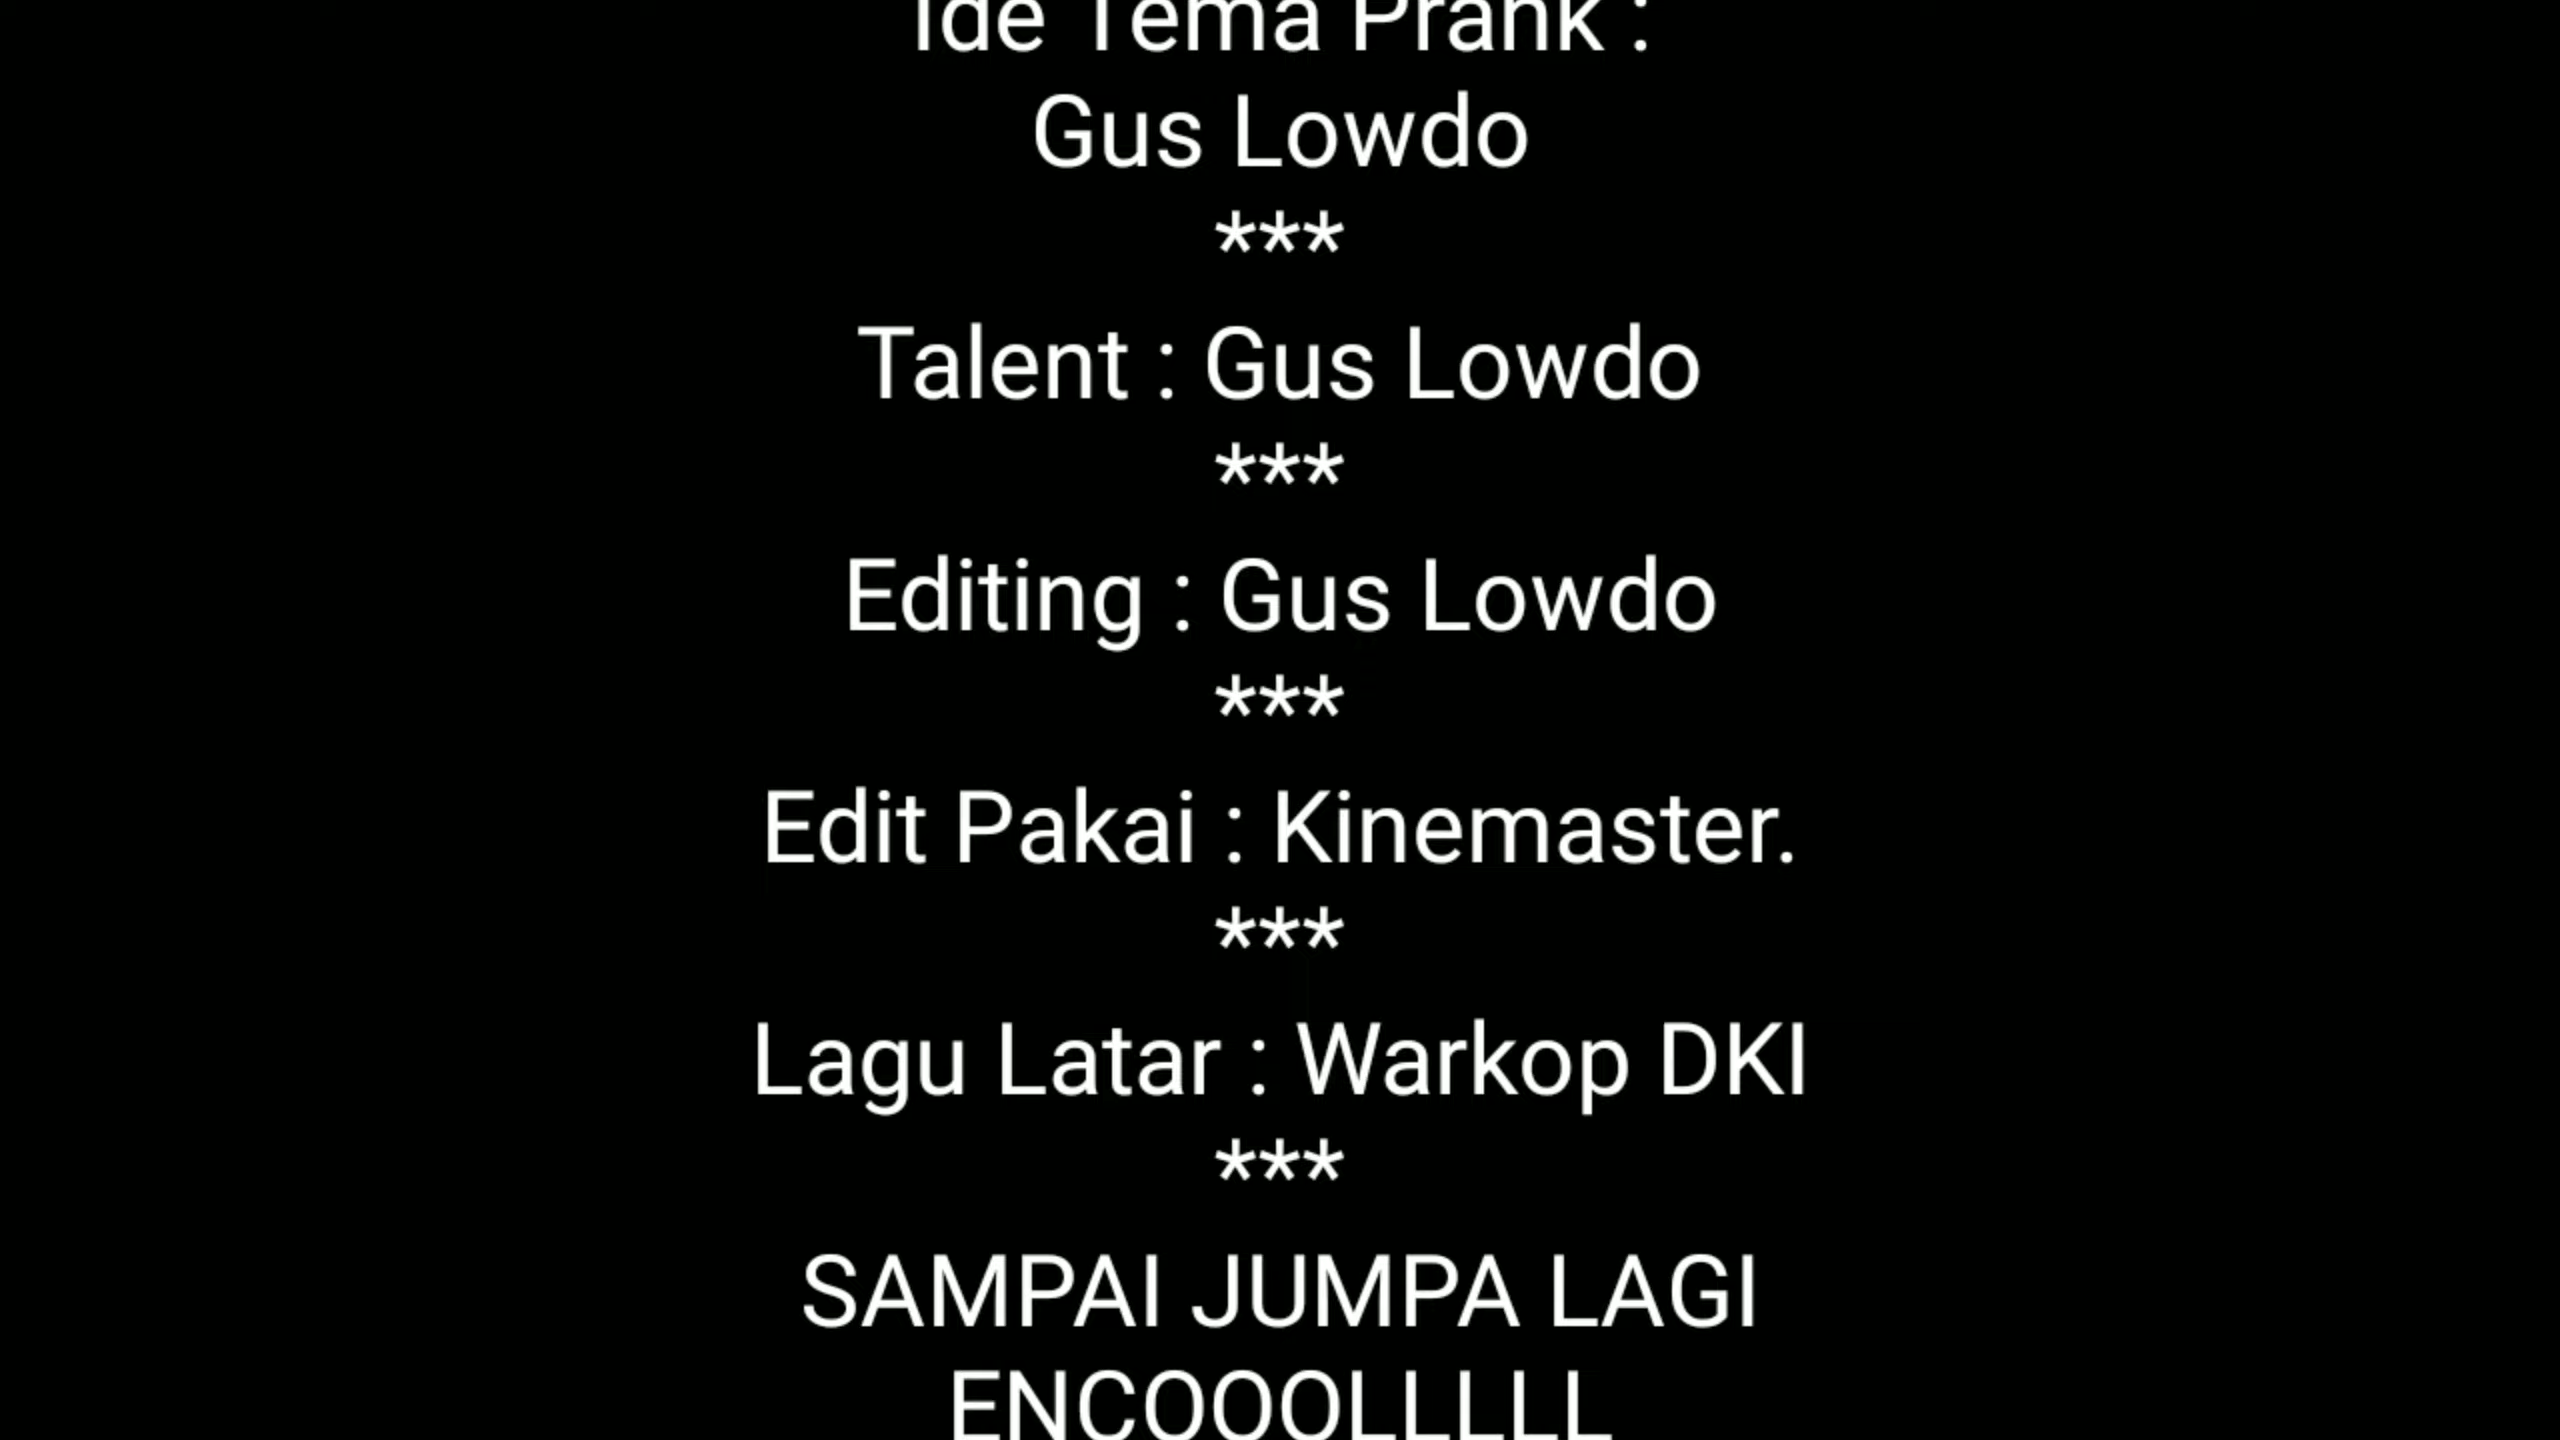 Ide Tema Prank :
Gus Lowdo
***
Talent : Gus Lowdo
***
Editing : Gus Lowdo
***
Edit Pakai : Kinemaster.
***
Lagu Latar : Warkop DKI
***
SAMPAI JUMPA LAGI
ENCOOOLLLLL